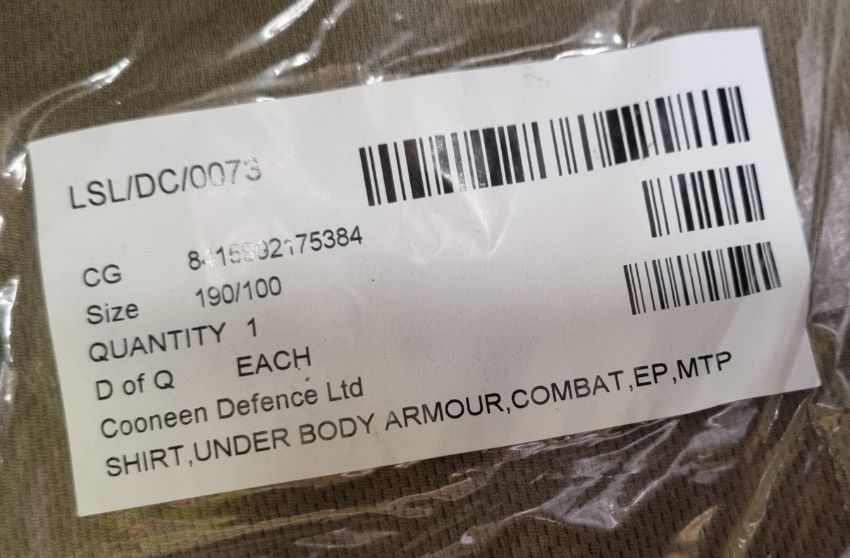 LSL/DC/0073
CG 8415992175384
Size 190/100
QUANTITY 1
D of Q EACH
Cooneen Defence Ltd
SHIRT,UNDER BODY ARMOUR,COMBAT,EP,MTP